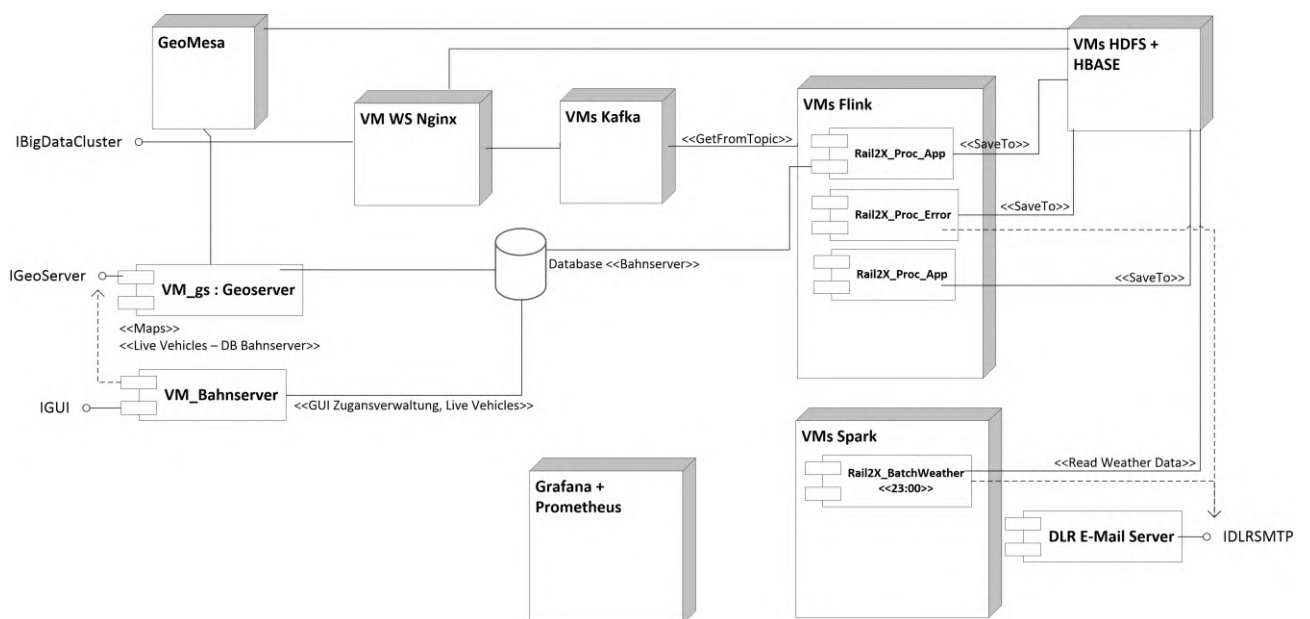 GeoMesa
VMs HDFS +
HBASE
VM WS Nginx
VMs Kafka
VMs Flink
IBigDataCluster
<<GetFromTopic>>
Rail2X_Proc_App
<<SaveTo>>
Rail2X_Proc_Error
<<SaveTo>>
Database <<Bahnserver>>
Rail2X_Proc_App
<<SaveTo>>
IGeoServer
VM_gs : Geoserver
<<Maps>>
<<Live Vehicles – DB Bahnserver>>
VM_Bahnserver
IGUI
<<GUI Zugansverwaltung, Live Vehicles>>
VMs Spark
Rail2X_BatchWeather
<<23:00>>
<<Read Weather Data>>
Grafana +
Prometheus
DLR E-Mail Server
IDLRSMTP